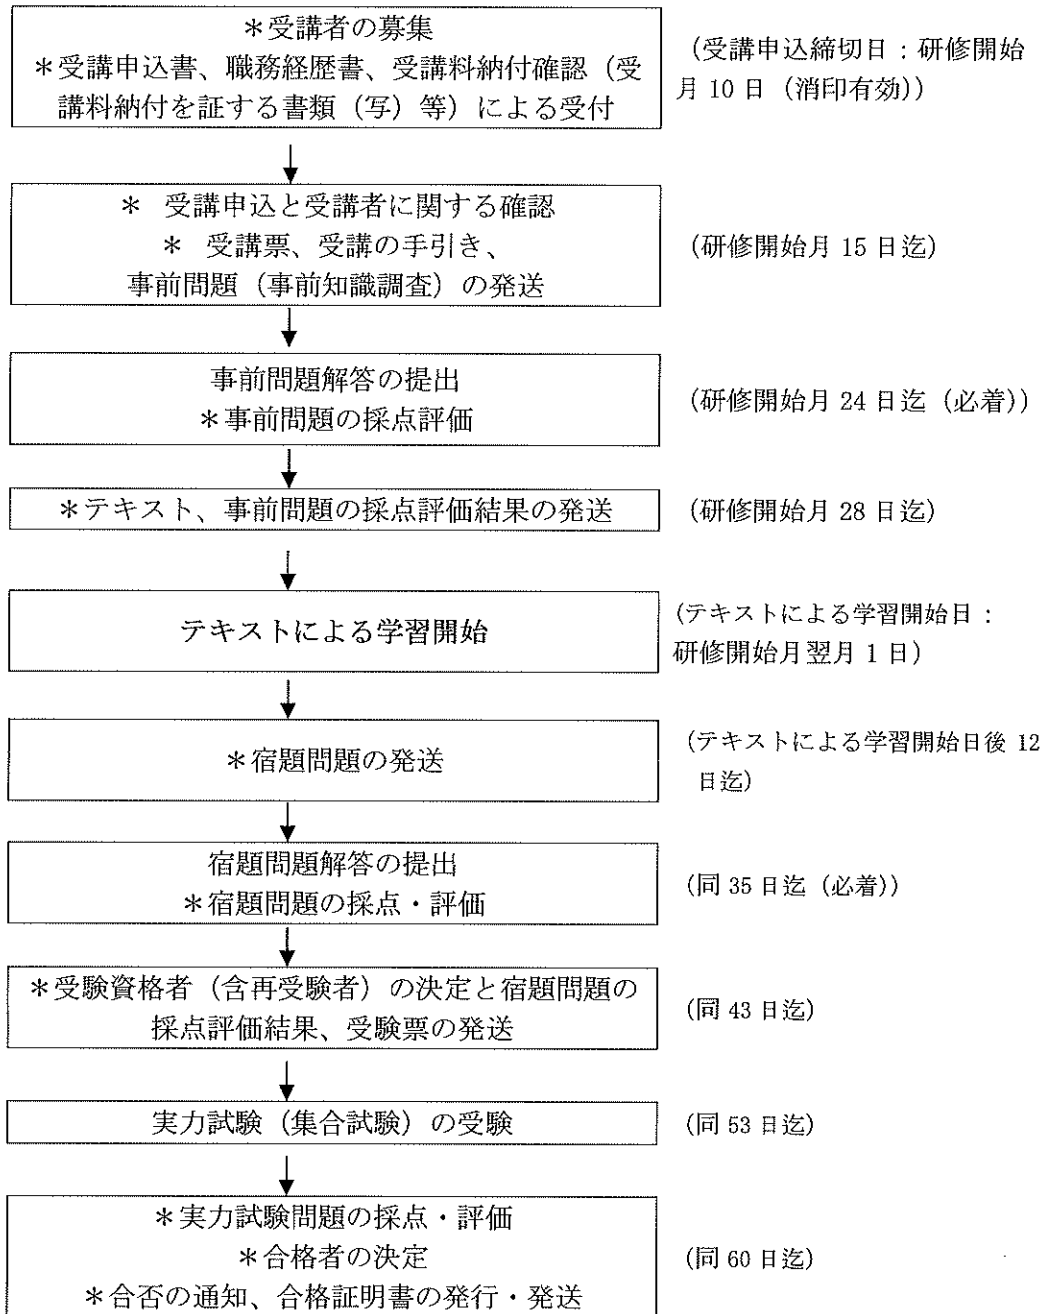 ＊受講者の募集
＊受講申込書、職務経歴書、受講料納付確認（受
講料納付を証する書類（写）等）による受付
（受講申込締切日：研修開始
月 10 日（消印有効））
＊ 受講申込と受講者に関する確認
＊ 受講票、受講の手引き、
事前問題（事前知識調査）の発送
（研修開始月 15 日迄）
事前問題解答の提出
＊事前問題の採点評価
（研修開始月 24 日迄（必着））
＊テキスト、事前問題の採点評価結果の発送
（研修開始月 28 日迄）
テキストによる学習開始
（テキストによる学習開始日：
研修開始月翌月 1 日）
＊宿題問題の発送
（テキストによる学習開始日後 12
日迄）
宿題問題解答の提出
＊宿題問題の採点・評価
（同 35 日迄（必着））
＊受験資格者（含再受験者）の決定と宿題問題の
採点評価結果、受験票の発送
（同 43 日迄）
実力試験（集合試験）の受験
（同 53 日迄）
＊実力試験問題の採点・評価
＊合格者の決定
＊合否の通知、合格証明書の発行・発送
（同 60 日迄）